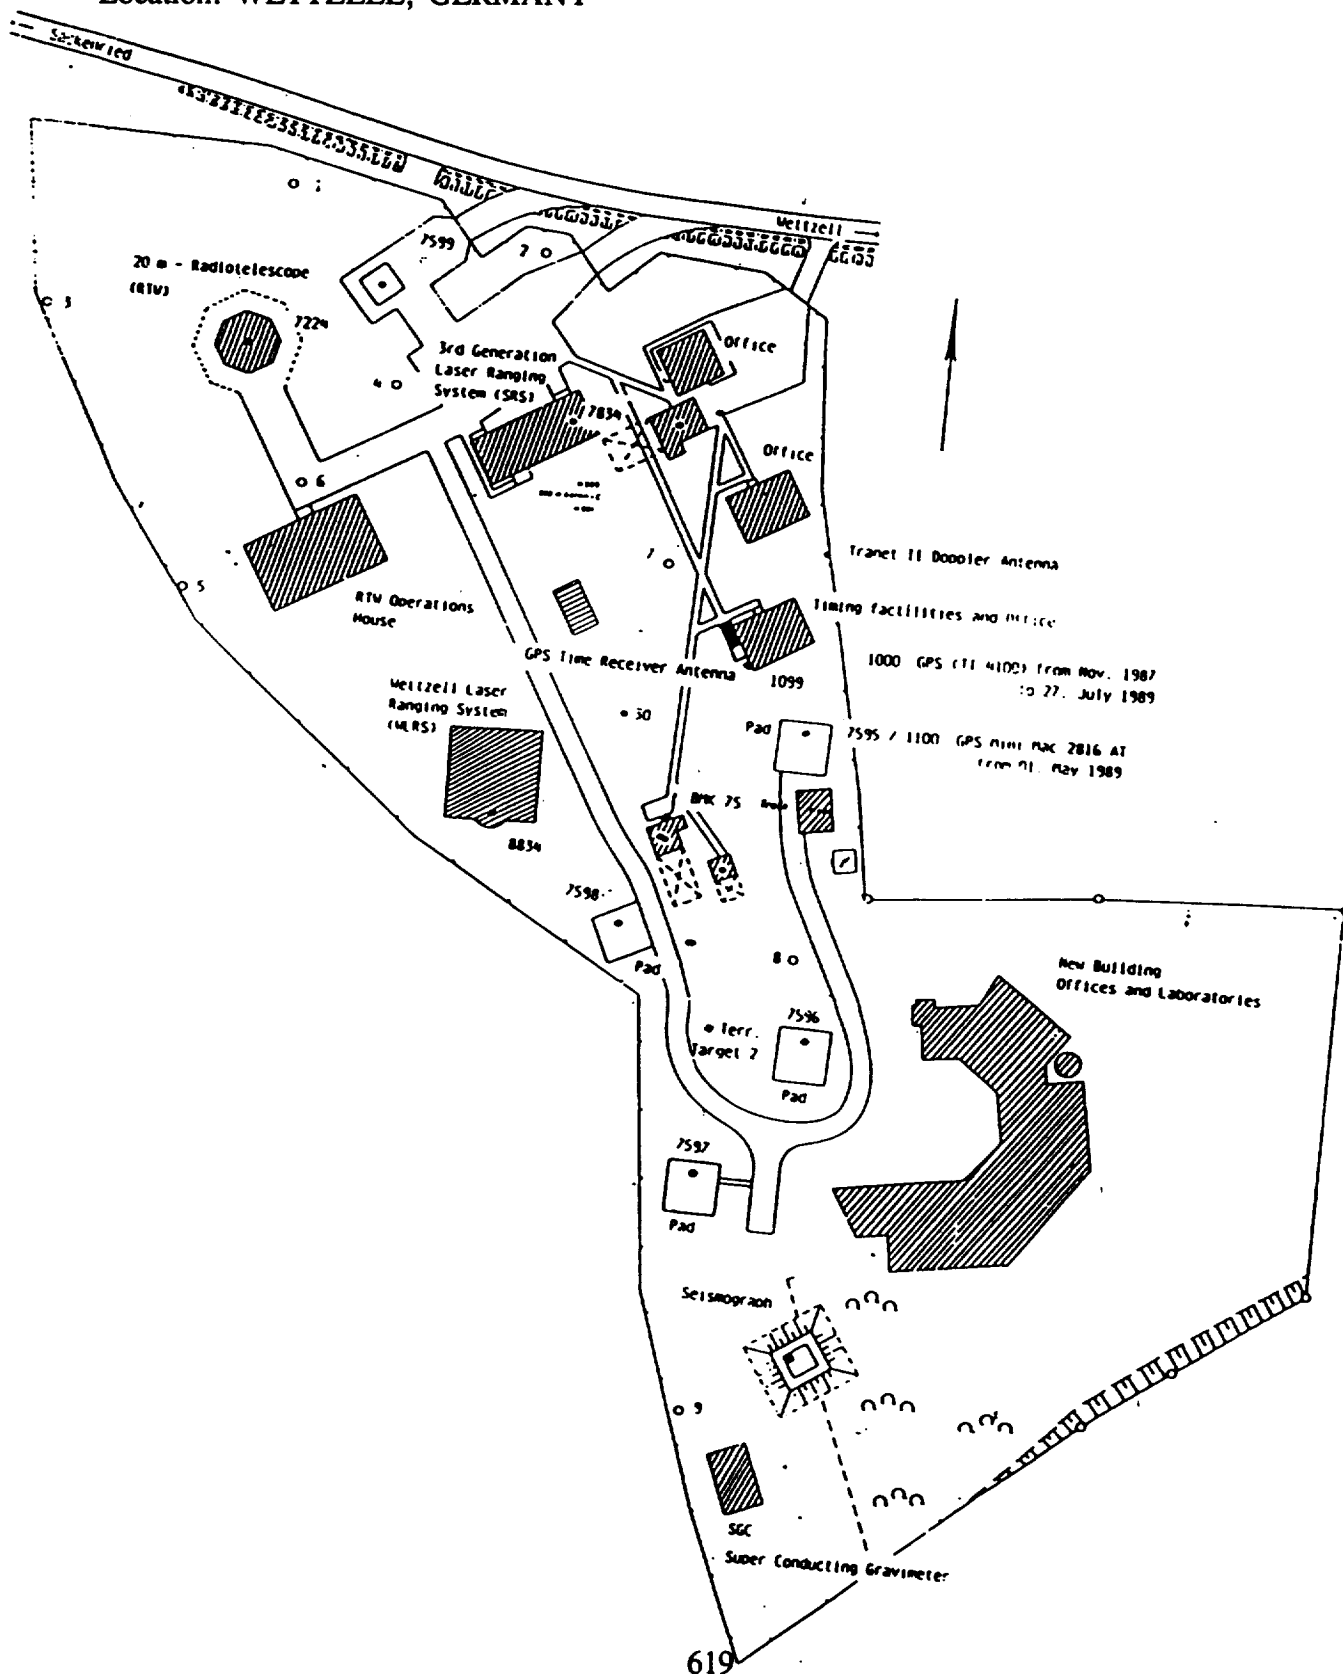 Location: WETTZELL, GERMANY
Sackenried
Wettzell
1
7599
2
20 m - Radiotelescope
(RTW)
3
7224
Office
3rd Generation
Laser Ranging
System (SRS)
4
7834
Office
6
7
Tranet II Doppler Antenna
5
RTW Operations
House
Timing facilities and Office
GPS Time Receiver Antenna
1099
1000 GPS (TI 4100) from Nov. 1987
to 27. July 1989
Wettzell Laser
Ranging System
(WLRS)
50
Pad
7595 / 1100 GPS Mini Mac 2816 AT
from 01. May 1989
BMK 75
8834
7598
Pad
8
New Building
Offices and Laboratories
7596
Terr.
Target 2
Pad
7597
Pad
Seismograph
9
SGC
Super Conducting Gravimeter
619